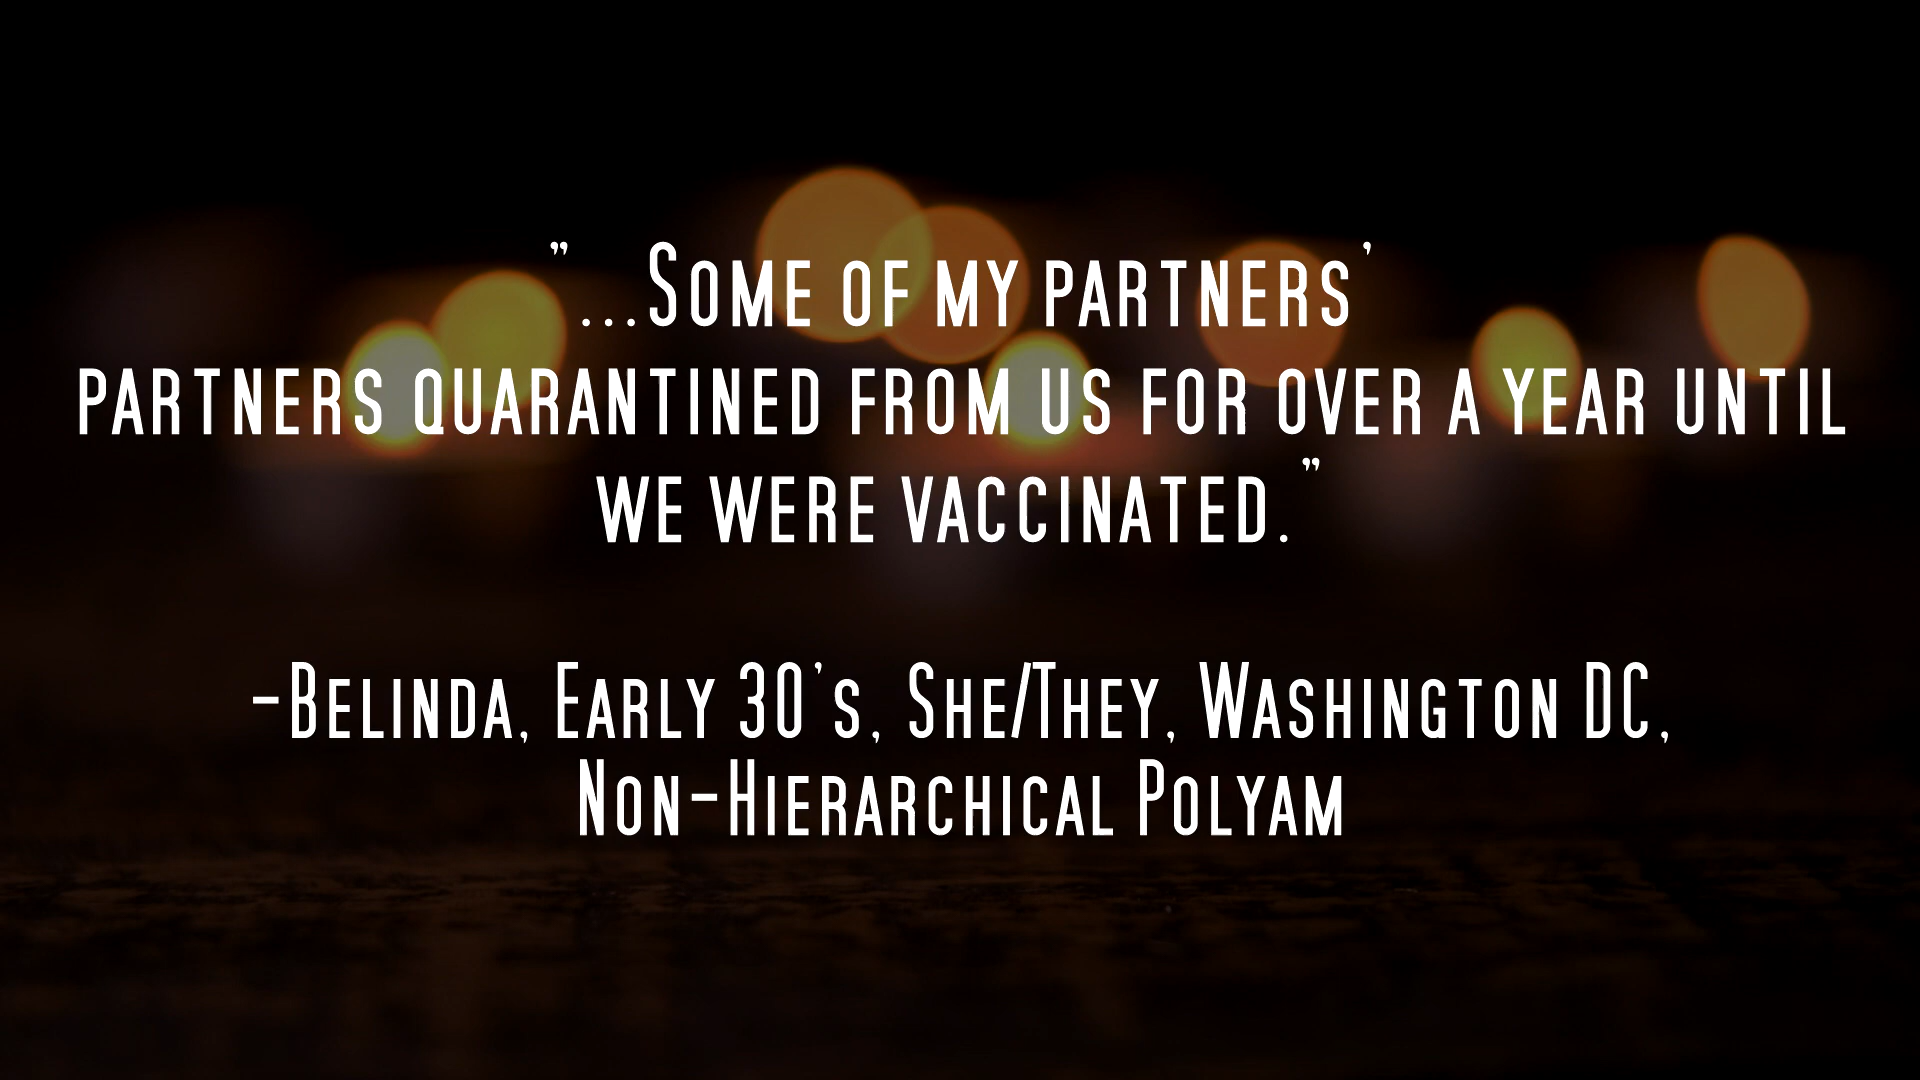 "...Some of my partners'
partners quarantined from us for over a year until
we were vaccinated."
-Belinda, Early 30's, She/They, Washington DC,
Non-Hierarchical Polyam